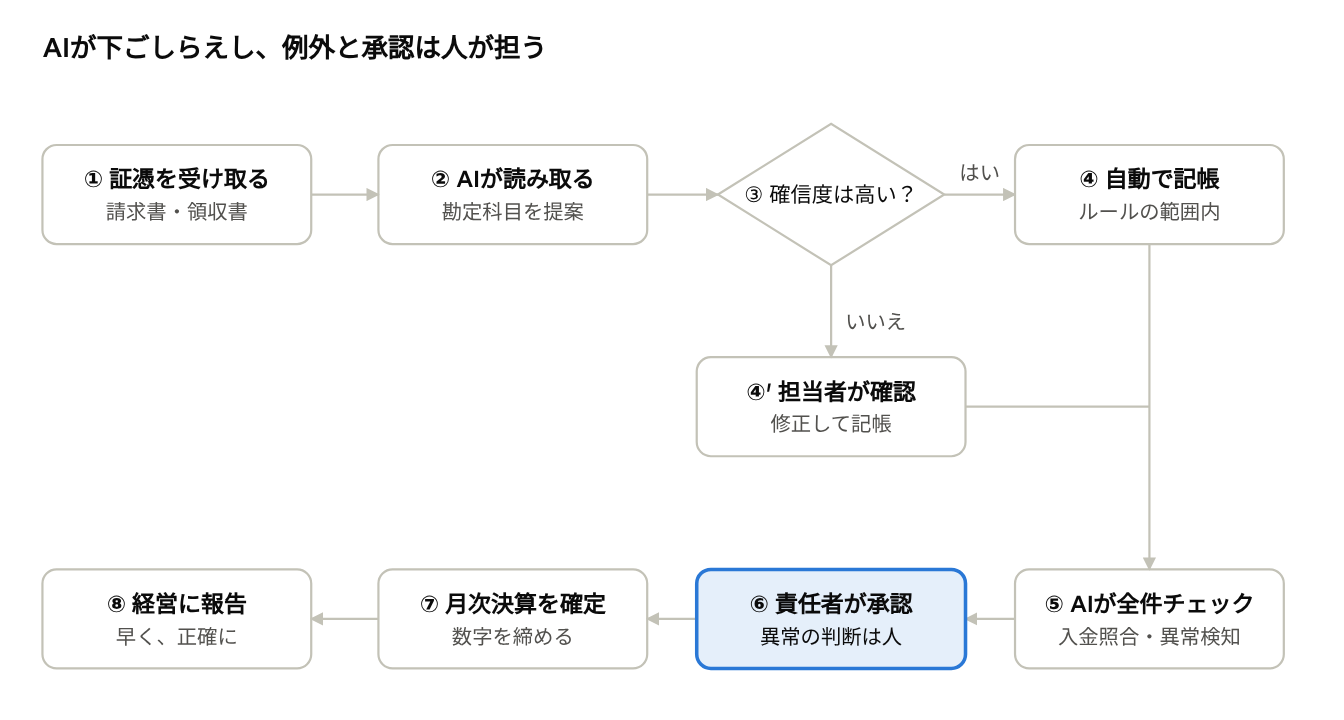 AIが下ごしらえし、例外と承認は人が担う
① 証憑を受け取る
請求書・領収書
② AIが読み取る
勘定科目を提案
③ 確信度は高い？
はい
④ 自動で記帳
ルールの範囲内
いいえ
④′ 担当者が確認
修正して記帳
⑤ AIが全件チェック
入金照合・異常検知
⑥ 責任者が承認
異常の判断は人
⑦ 月次決算を確定
数字を締める
⑧ 経営に報告
早く、正確に